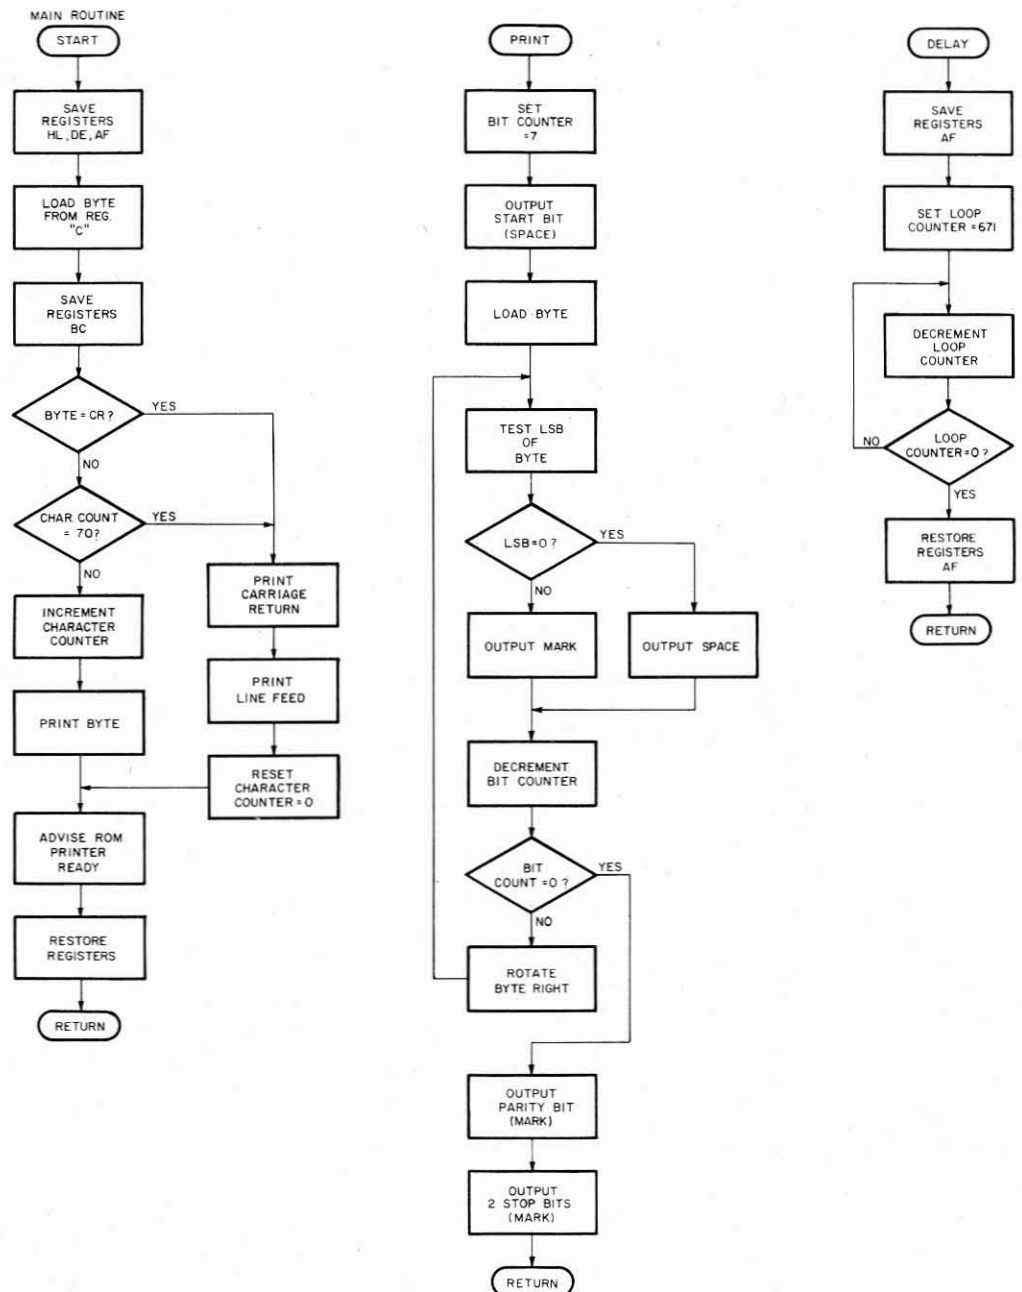 MAIN ROUTINE
START
SAVE
REGISTERS
HL, DE, AF
LOAD BYTE
FROM REG.
"C"
SAVE
REGISTERS
BC
BYTE = CR?
YES
NO
CHAR COUNT
= 70?
YES
NO
INCREMENT
CHARACTER
COUNTER
PRINT BYTE
PRINT
CARRIAGE
RETURN
PRINT
LINE FEED
RESET
CHARACTER
COUNTER = 0
ADVISE ROM
PRINTER
READY
RESTORE
REGISTERS
RETURN
PRINT
SET
BIT COUNTER
=7
OUTPUT
START BIT
(SPACE)
LOAD BYTE
TEST LSB
OF
BYTE
LSB=0?
YES
NO
OUTPUT MARK
OUTPUT SPACE
DECREMENT
BIT COUNTER
BIT
COUNT =0?
YES
NO
ROTATE
BYTE RIGHT
OUTPUT
PARITY BIT
(MARK)
OUTPUT
2 STOP BITS
(MARK)
RETURN
DELAY
SAVE
REGISTERS
AF
SET LOOP
COUNTER =671
DECREMENT
LOOP
COUNTER
LOOP
COUNTER=0?
NO
YES
RESTORE
REGISTERS
AF
RETURN